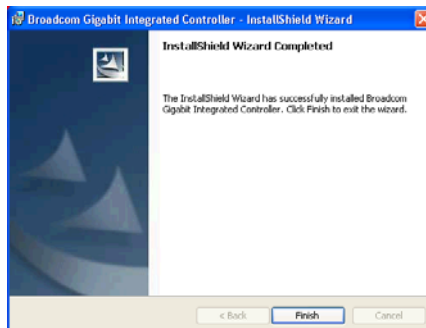 Broadcom Gigabit Integrated Controller - InstallShield Wizard
InstallShield Wizard Completed
The InstallShield Wizard has successfully installed Broadcom
Gigabit Integrated Controller. Click Finish to exit the wizard.
< Back
Finish
Cancel